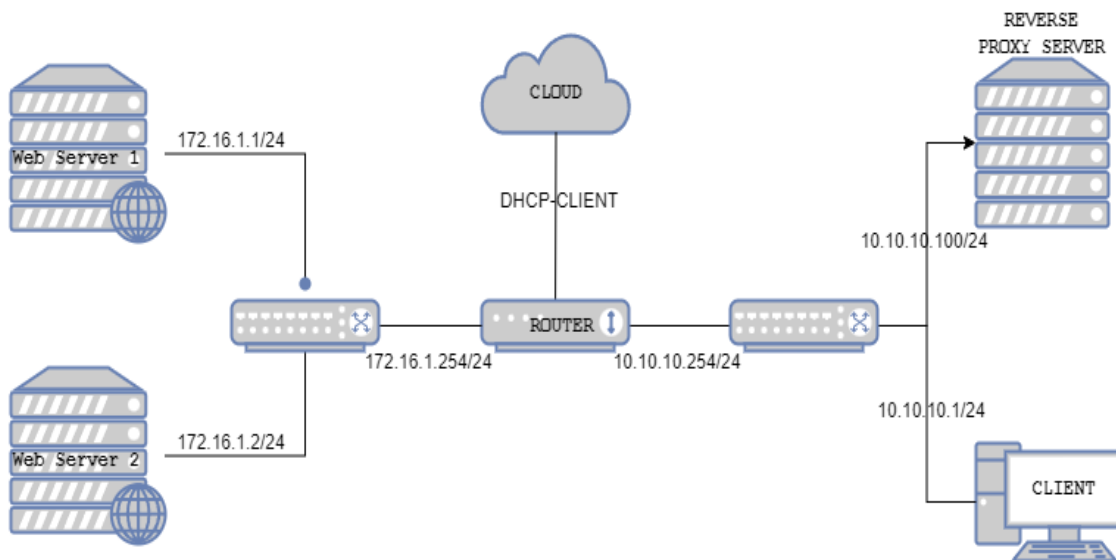 REVERSE
PROXY SERVER
CLOUD
172.16.1.1/24
Web Server 1
DHCP-CLIENT
10.10.10.100/24
ROUTER
172.16.1.254/24
10.10.10.254/24
10.10.10.1/24
172.16.1.2/24
Web Server 2
CLIENT